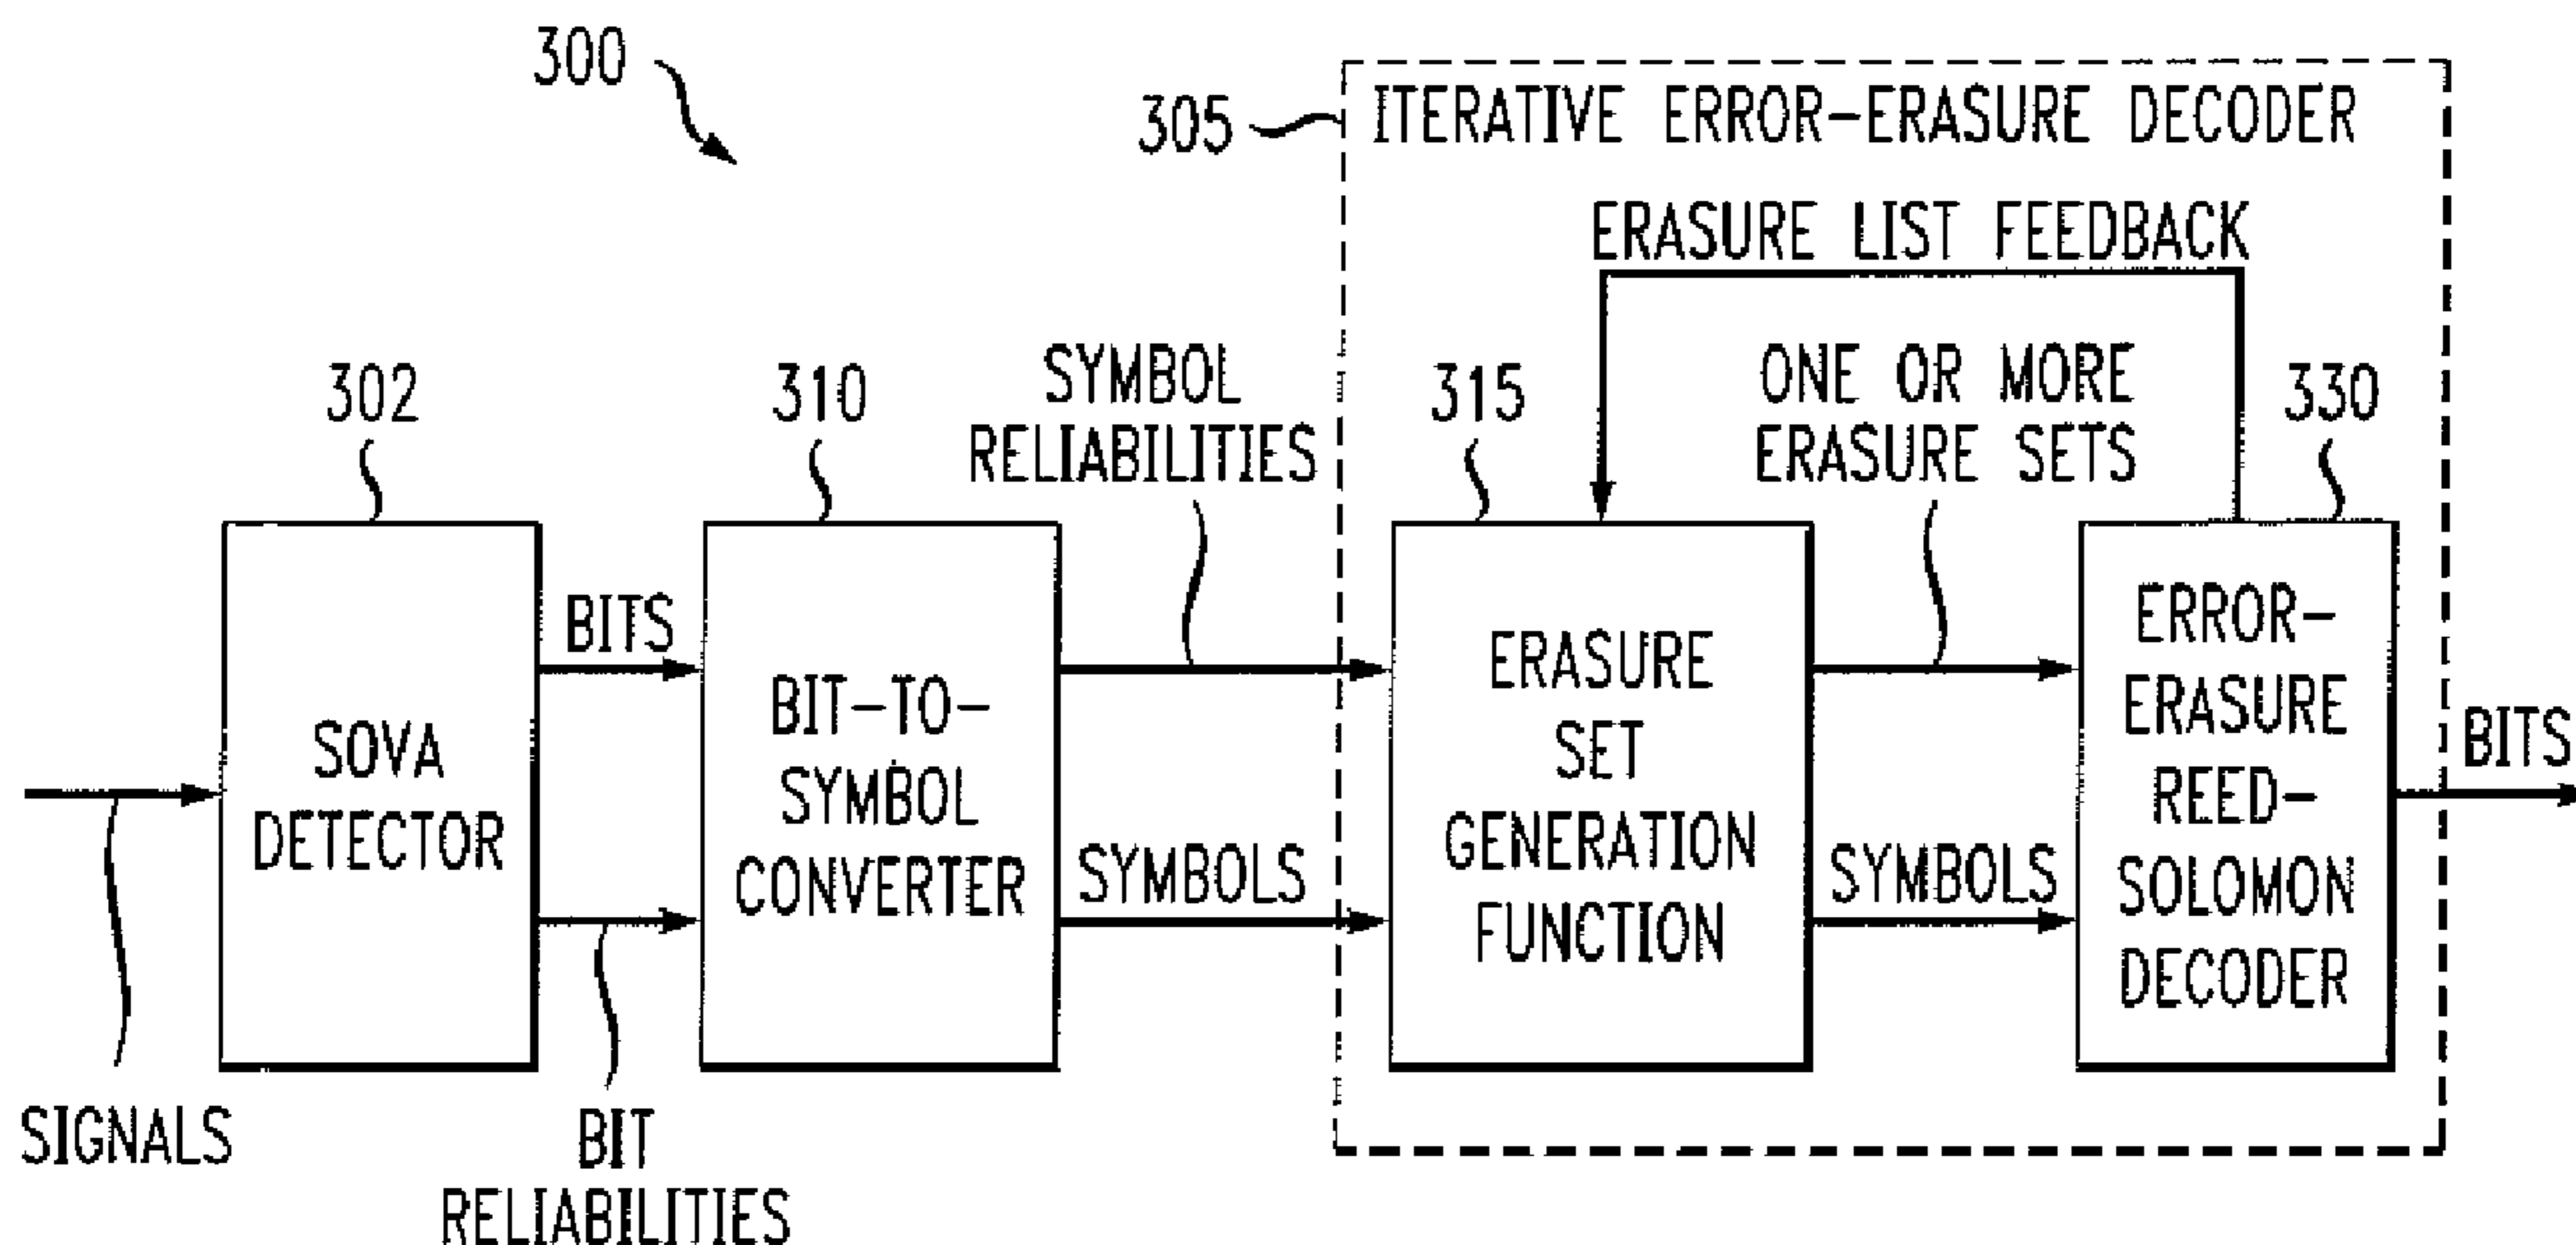 300
305
ITERATIVE ERROR-ERASURE DECODER
ERASURE LIST FEEDBACK
302
310
SYMBOL
RELIABILITIES
315
ONE OR MORE
ERASURE SETS
330
SOVA
DETECTOR
BITS
BIT
RELIABILITIES
SIGNALS
BIT-TO-
SYMBOL
CONVERTER
SYMBOLS
ERASURE
SET
GENERATION
FUNCTION
SYMBOLS
ERROR-
ERASURE
REED-
SOLOMON
DECODER
BITS